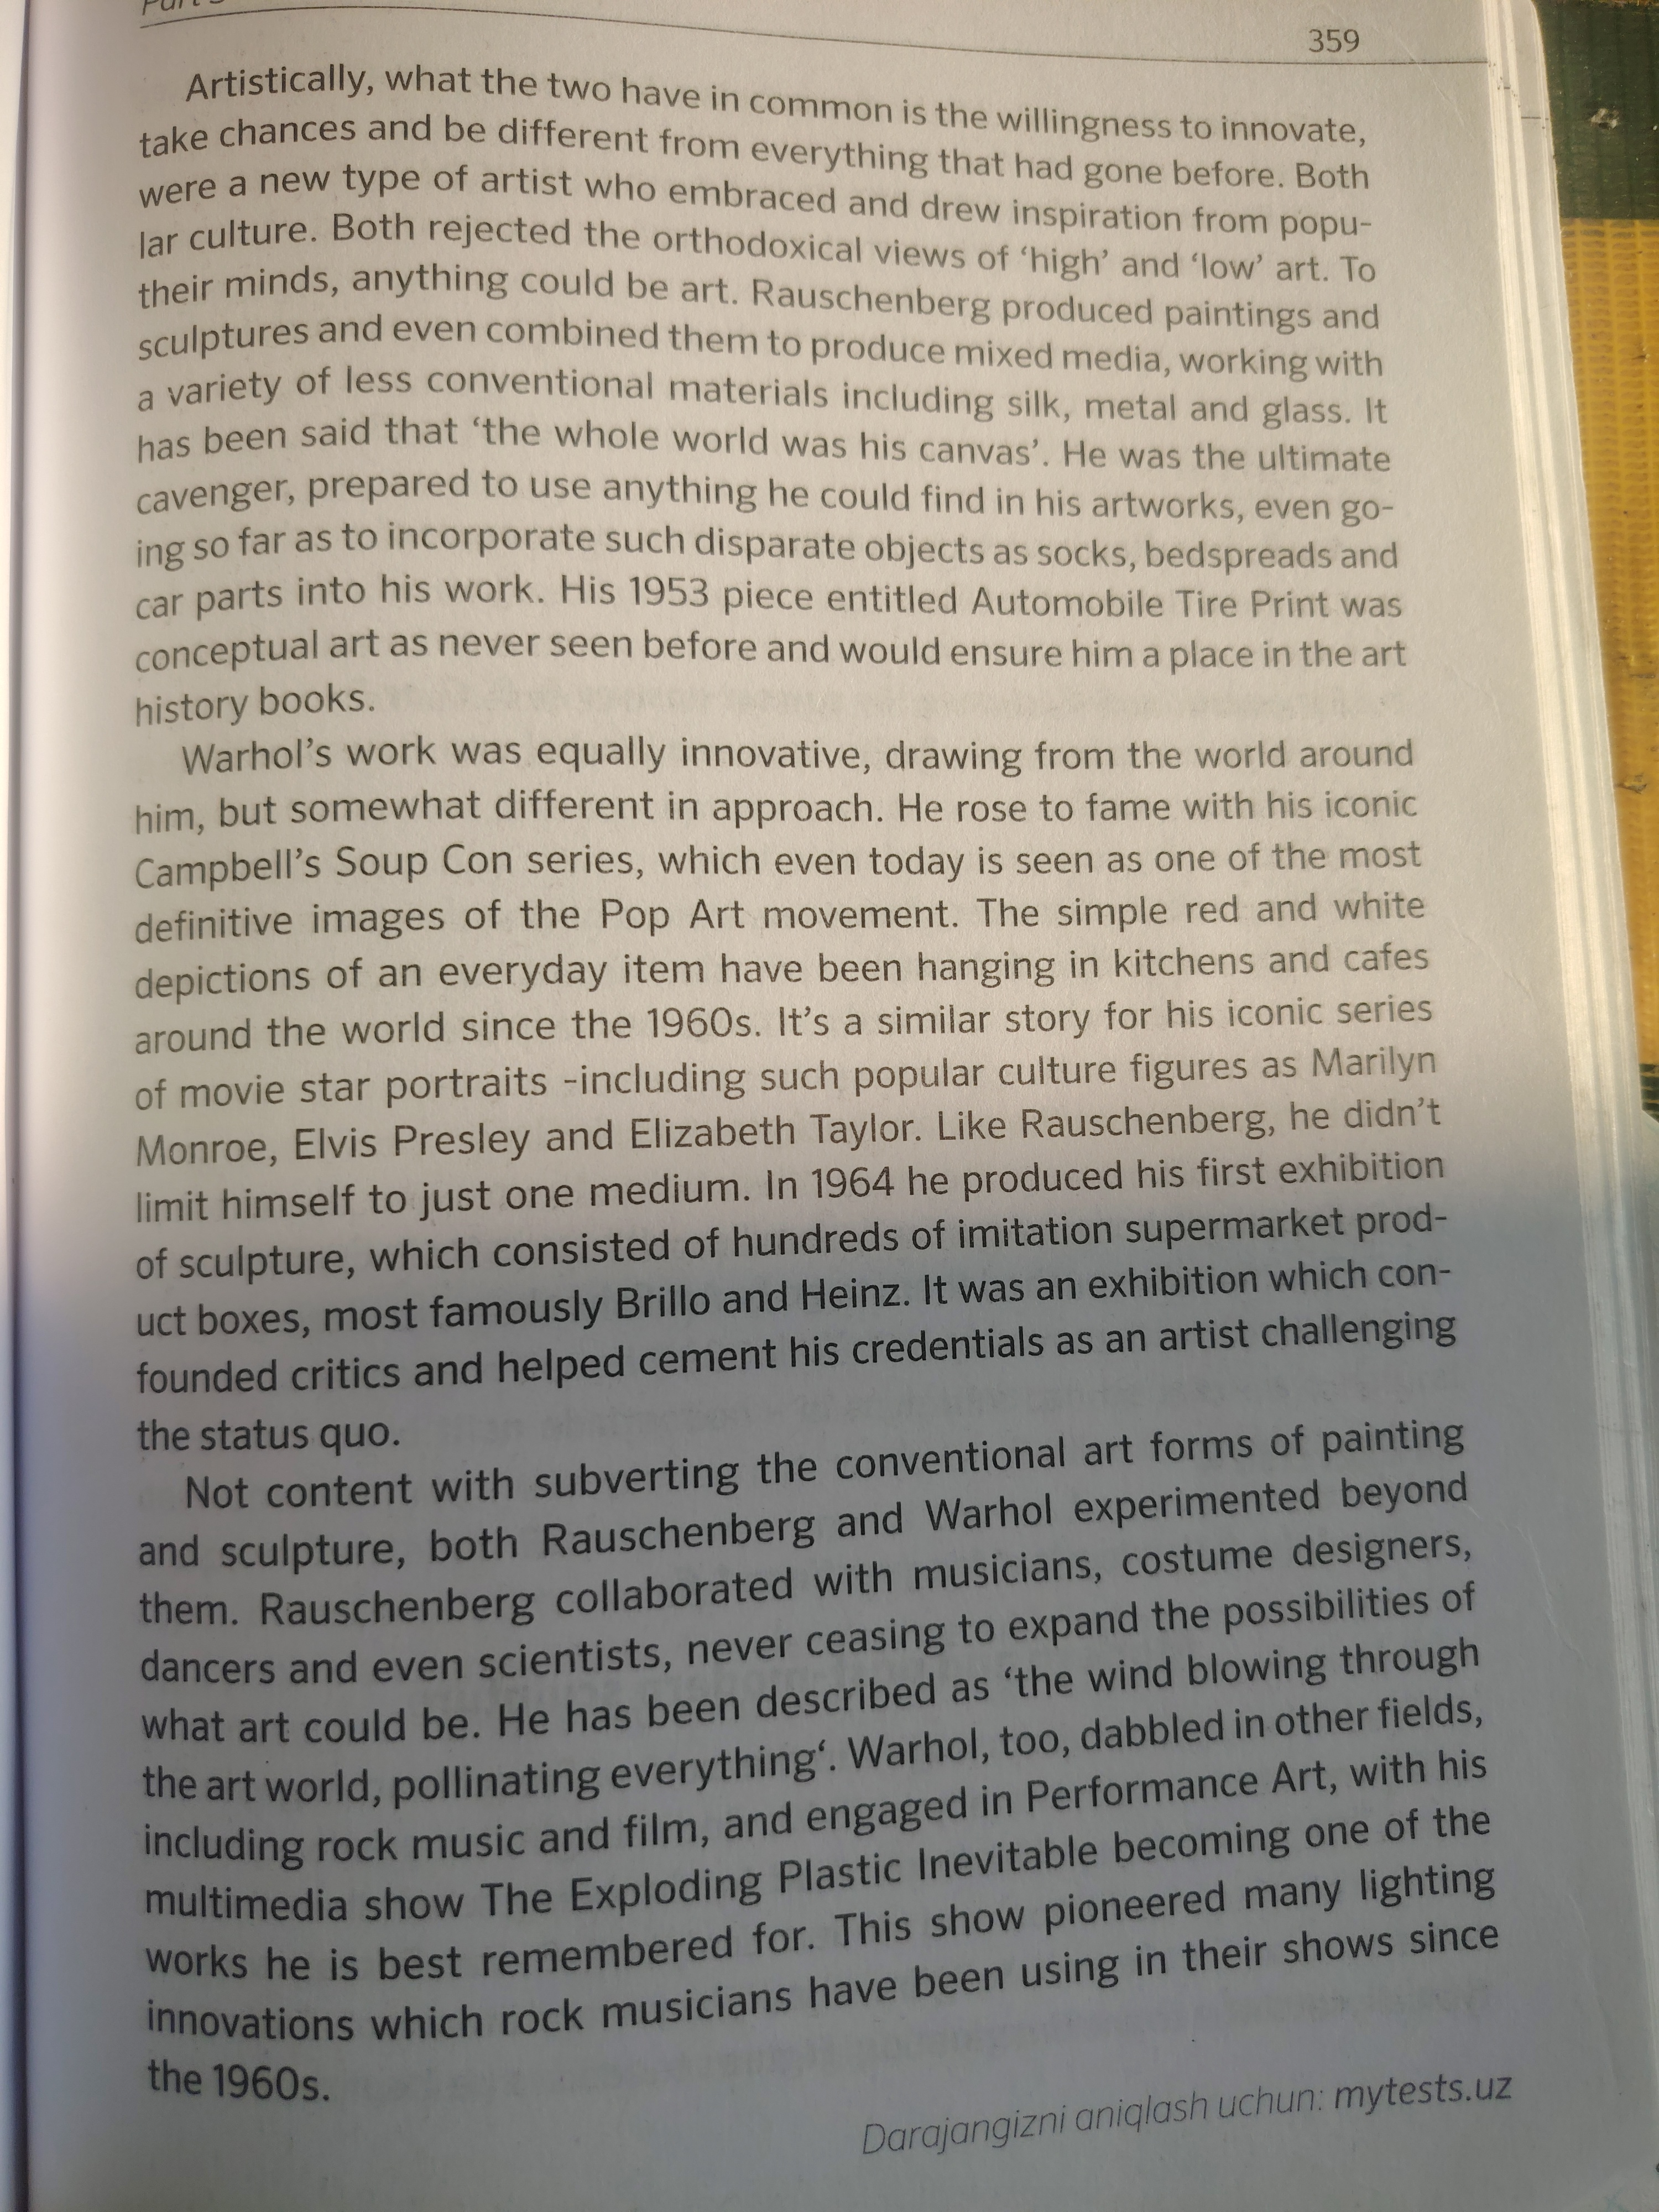 Part
359
Artistically, what the two have in common is the willingness to innovate,
take chances and be different from everything that had gone before. Both
were a new type of artist who embraced and drew inspiration from popu-
lar culture. Both rejected the orthodoxical views of ‘high’ and ‘low’ art. To
their minds, anything could be art. Rauschenberg produced paintings and
sculptures and even combined them to produce mixed media, working with
a variety of less conventional materials including silk, metal and glass. It
has been said that ‘the whole world was his canvas’. He was the ultimate
cavenger, prepared to use anything he could find in his artworks, even go-
ing so far as to incorporate such disparate objects as socks, bedspreads and
car parts into his work. His 1953 piece entitled Automobile Tire Print was
conceptual art as never seen before and would ensure him a place in the art
history books.
Warhol’s work was equally innovative, drawing from the world around
him, but somewhat different in approach. He rose to fame with his iconic
Campbell’s Soup Con series, which even today is seen as one of the most
definitive images of the Pop Art movement. The simple red and white
depictions of an everyday item have been hanging in kitchens and cafes
around the world since the 1960s. It’s a similar story for his iconic series
of movie star portraits -including such popular culture figures as Marilyn
Monroe, Elvis Presley and Elizabeth Taylor. Like Rauschenberg, he didn’t
limit himself to just one medium. In 1964 he produced his first exhibition
of sculpture, which consisted of hundreds of imitation supermarket prod-
uct boxes, most famously Brillo and Heinz. It was an exhibition which con-
founded critics and helped cement his credentials as an artist challenging
the status quo.
Not content with subverting the conventional art forms of painting
and sculpture, both Rauschenberg and Warhol experimented beyond
them. Rauschenberg collaborated with musicians, costume designers,
dancers and even scientists, never ceasing to expand the possibilities of
what art could be. He has been described as ‘the wind blowing through
the art world, pollinating everything‘. Warhol, too, dabbled in other fields,
including rock music and film, and engaged in Performance Art, with his
multimedia show The Exploding Plastic Inevitable becoming one of the
works he is best remembered for. This show pioneered many lighting
innovations which rock musicians have been using in their shows since
the 1960s.
Darajangizni aniqlash uchun: mytests.uz